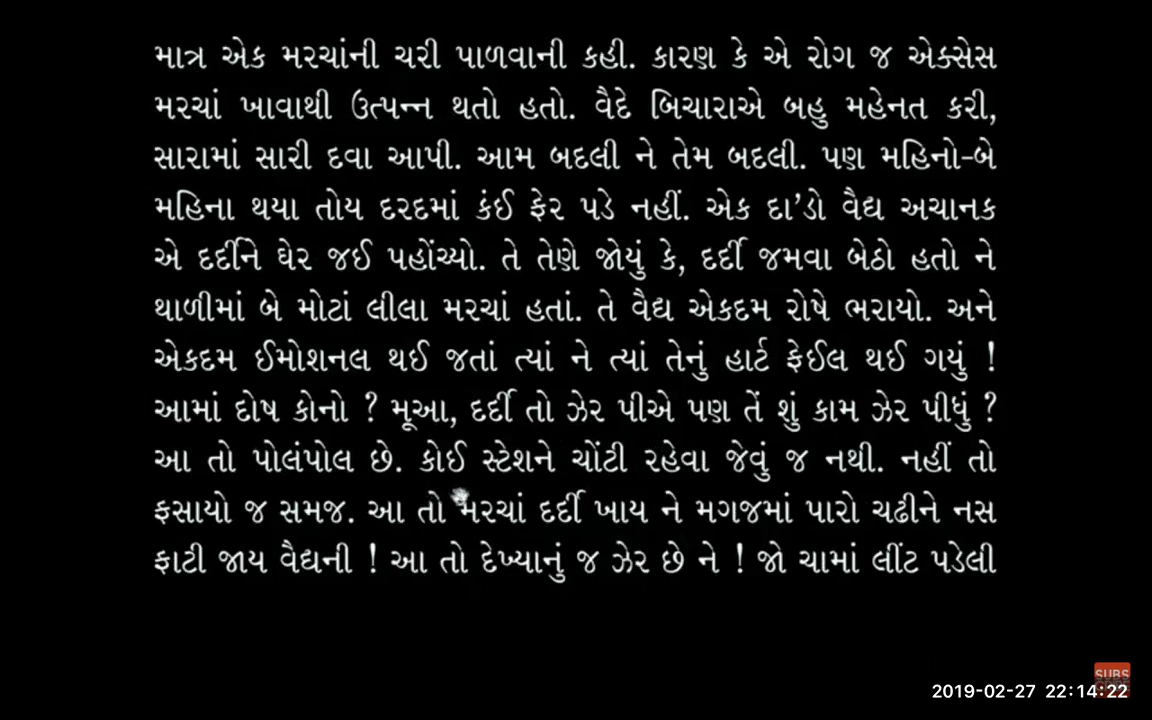 માત્ર એક મરચાંની ચરી પાળવાની કહી. કારણ કે એ રોગ જ એક્સેસ
મરચાં ખાવાથી ઉત્પન્ન થતો હતો. વૈદે બિચારાએ બહુ મહેનત કરી,
સારામાં સારી દવા આપી. આમ બદલી ને તેમ બદલી. પણ મહિનો-બે
મહિના થયા તોય દરદમાં કંઈ ફેર પડે નહીં. એક દા’ડો વૈદ્ય અચાનક
એ દર્દીને ઘેર જઈ પહોંચ્યો. તે તેણે જોયું કે, દર્દી જમવા બેઠો હતો ને
થાળીમાં બે મોટાં લીલા મરચાં હતાં. તે વૈદ્ય એકદમ રોષે ભરાયો. અને
એકદમ ઈમોશનલ થઈ જતાં ત્યાં ને ત્યાં તેનું હાર્ટ ફેઈલ થઈ ગયું !
આમાં દોષ કોનો ? મૂઆ, દર્દી તો ઝેર પીએ પણ તેં શું કામ ઝેર પીધું ?
આ તો પોલંપોલ છે. કોઈ સ્ટેશને ચોંટી રહેવા જેવું જ નથી. નહીં તો
ફસાયો જ સમજ. આ તો મરચાં દર્દી ખાય ને મગજમાં પારો ચઢીને નસ
ફાટી જાય વૈદ્યની ! આ તો દેખ્યાનું જ ઝેર છે ને ! જો ચામાં લીંટ પડેલી
SUBS
2019-02-27 22:14:22